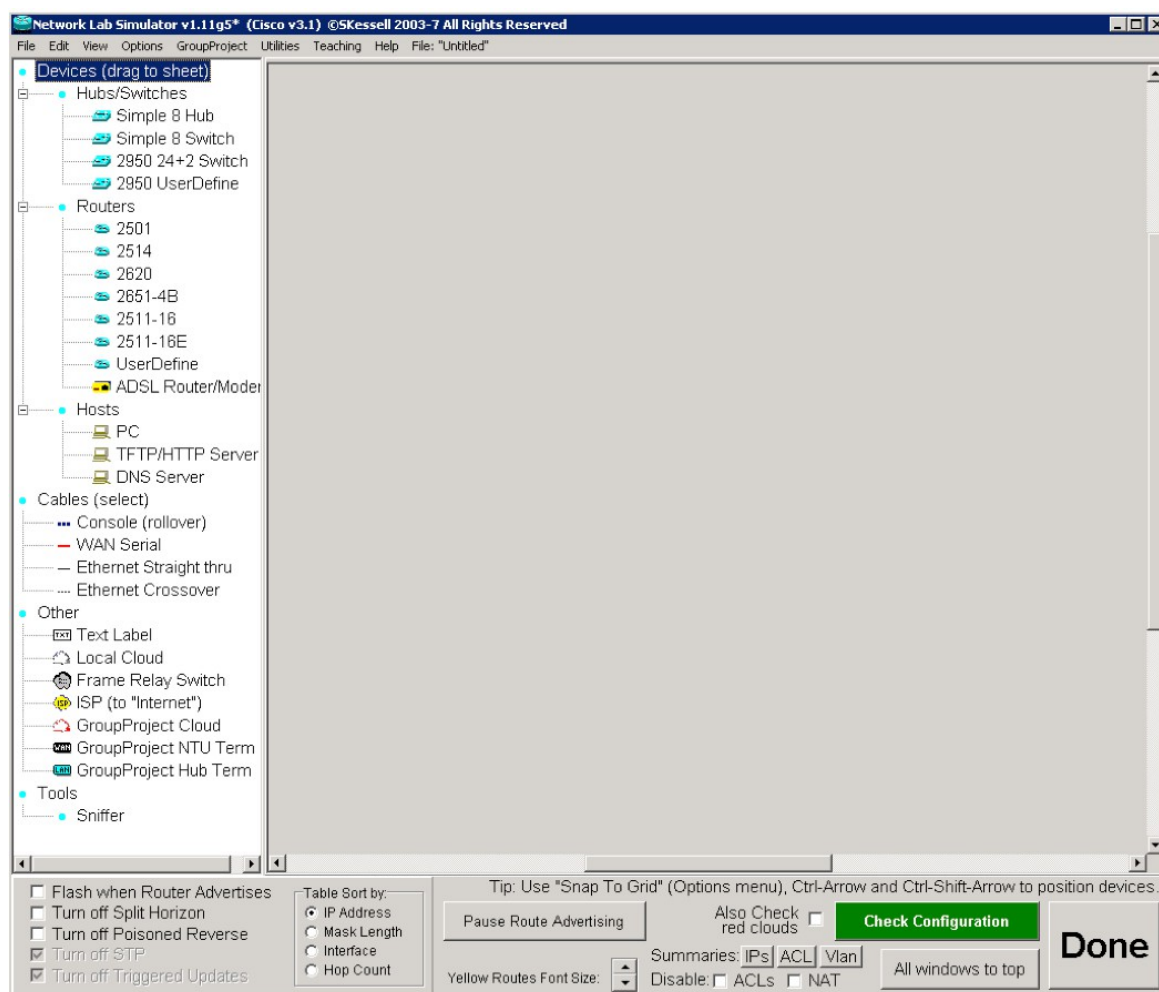 Network Lab Simulator v1.11g5* (Cisco v3.1) ©SKessell 2003-7 All Rights Reserved
File Edit View Options GroupProject Utilities Teaching Help File: "Untitled"
Devices (drag to sheet)
Hubs/Switches
Simple 8 Hub
Simple 8 Switch
2950 24+2 Switch
2950 UserDefine
Routers
2501
2514
2620
2651-4B
2511-16
2511-16E
UserDefine
ADSL Router/Moder
Hosts
PC
TFTP/HTTP Server
DNS Server
Cables (select)
Console (rollover)
WAN Serial
Ethernet Straight thru
Ethernet Crossover
Other
TXT Text Label
Local Cloud
Frame Relay Switch
ISP ISP (to "Internet")
GroupProject Cloud
WAN GroupProject NTU Term
LAN GroupProject Hub Term
Tools
Sniffer
Flash when Router Advertises
Turn off Split Horizon
Turn off Poisoned Reverse
Turn off STP
Turn off Triggered Updates
Table Sort by:
IP Address
Mask Length
Interface
Hop Count
Tip: Use "Snap To Grid" (Options menu), Ctrl-Arrow and Ctrl-Shift-Arrow to position devices.
Pause Route Advertising
Also Check
red clouds
Check Configuration
Done
Yellow Routes Font Size:
Summaries: IPs ACL Vlan
Disable: ACLs NAT
All windows to top